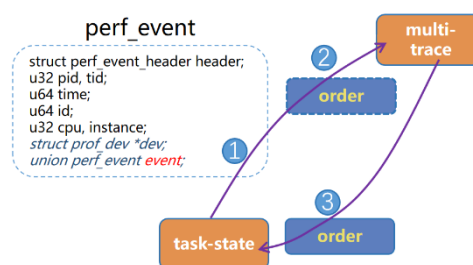 perf_event
struct perf_event_header header;
u32 pid, tid;
u64 time;
u64 id;
u32 cpu, instance;
struct prof_dev *dev;
union perf_event event;
multi-
trace
2
order
1
3
task-state
order